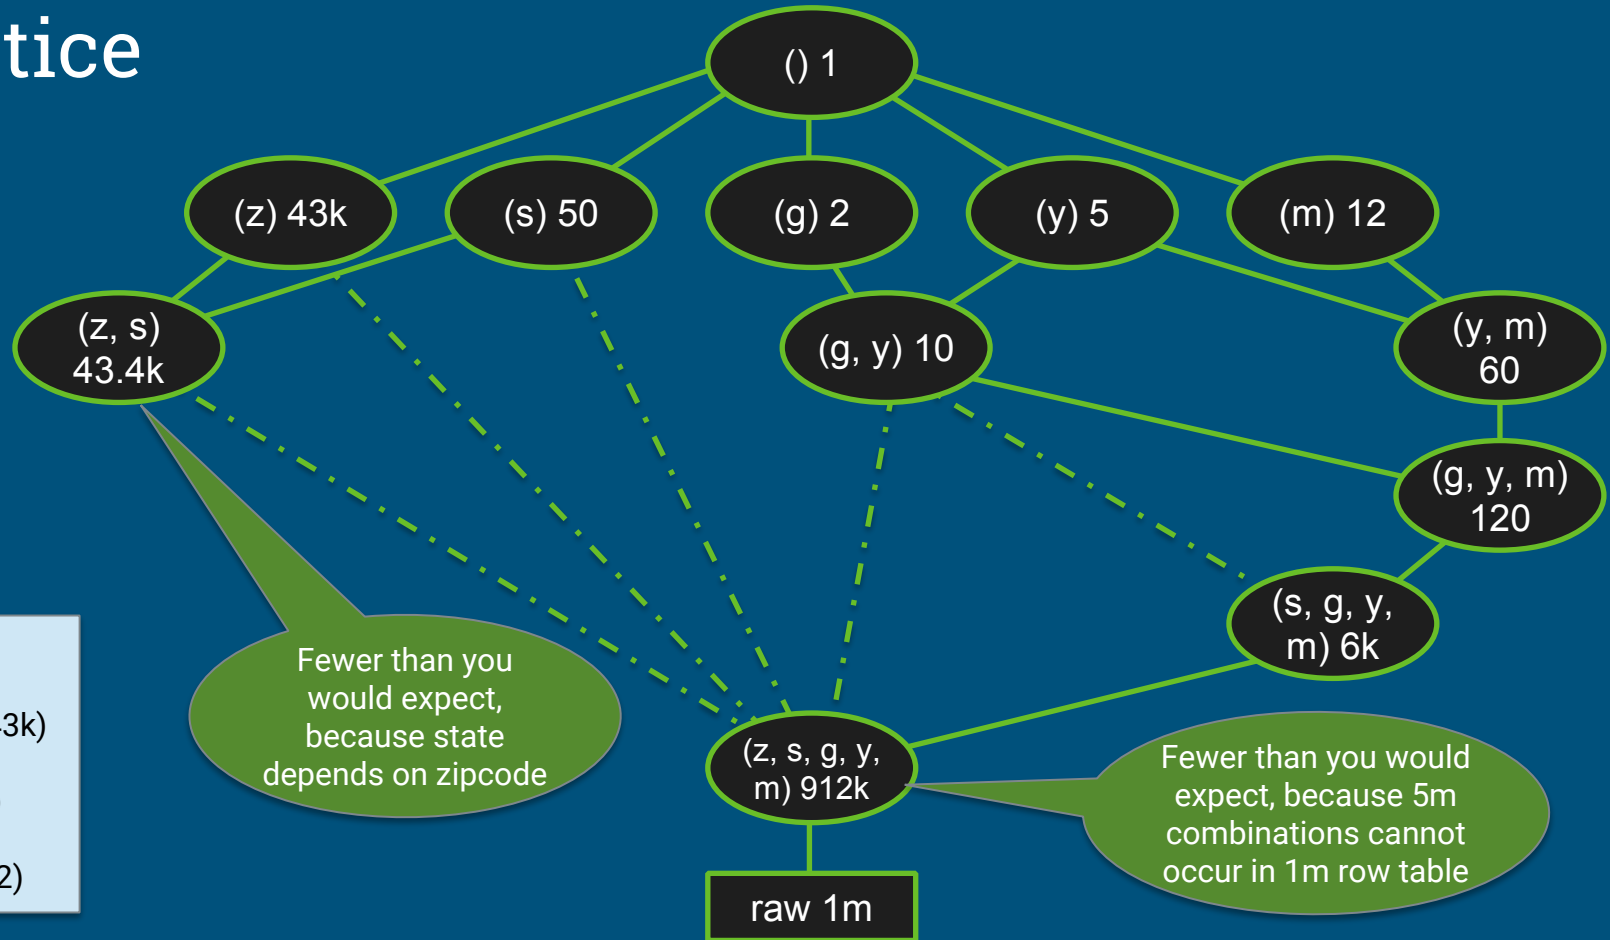 tice
() 1
(z) 43k
(s) 50
(g) 2
(y) 5
(m) 12
(z, s)
43.4k
(g, y) 10
(y, m)
60
(g, y, m)
120
(s, g, y,
m) 6k
Fewer than you
would expect,
because state
depends on zipcode
3k)
2)
(z, s, g, y,
m) 912k
Fewer than you would
expect, because 5m
combinations cannot
occur in 1m row table
raw 1m